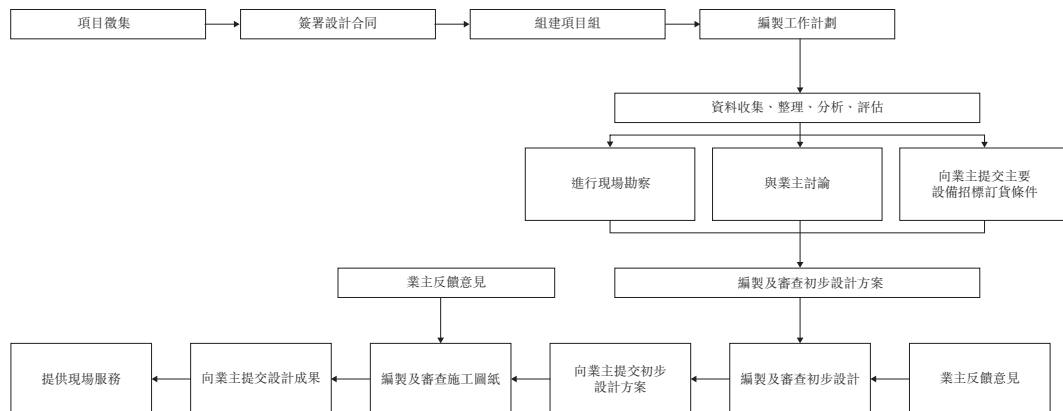 項目徵集
簽署設計合同
組建項目組
編製工作計劃
資料收集、整理、分析、評估
進行現場勘察
與業主討論
向業主提交主要
設備招標訂貨條件
業主反饋意見
編製及審查初步設計方案
提供現場服務
向業主提交設計成果
編製及審查施工圖紙
向業主提交初步
設計方案
編製及審查初步設計
業主反饋意見